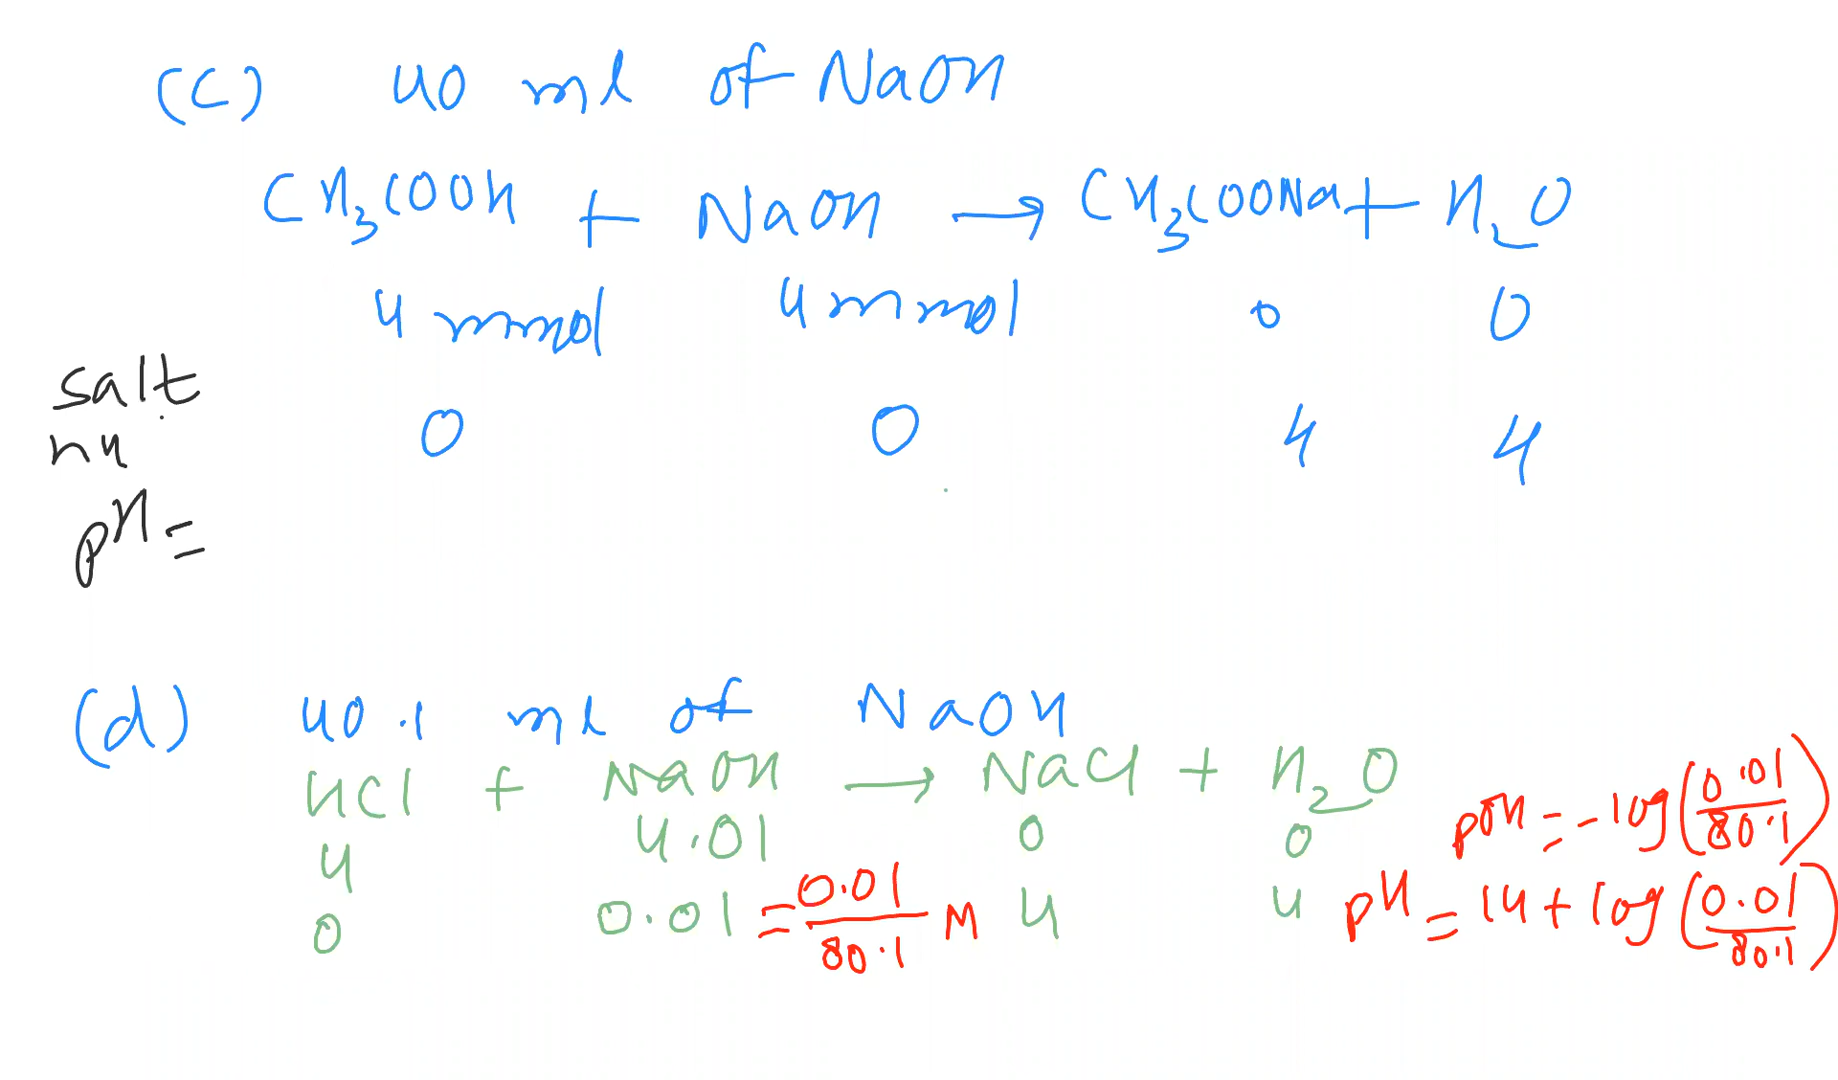 (c) 40 ml of NaOH
CH₃COOH + NaOH → CH₃COONa + H₂O
4 mmol 4 mmol 0 0
salt
0 0 4 4
hy
pH =
(d) 40.1 ml of NaOH
HCl + NaOH → NaCl + H₂O
4 4.01 0 0
pOH = -log(0.01/80.1)
0 0.01 = 0.01/80.1 M 4 4
pH = 14 + log(0.01/80.1)